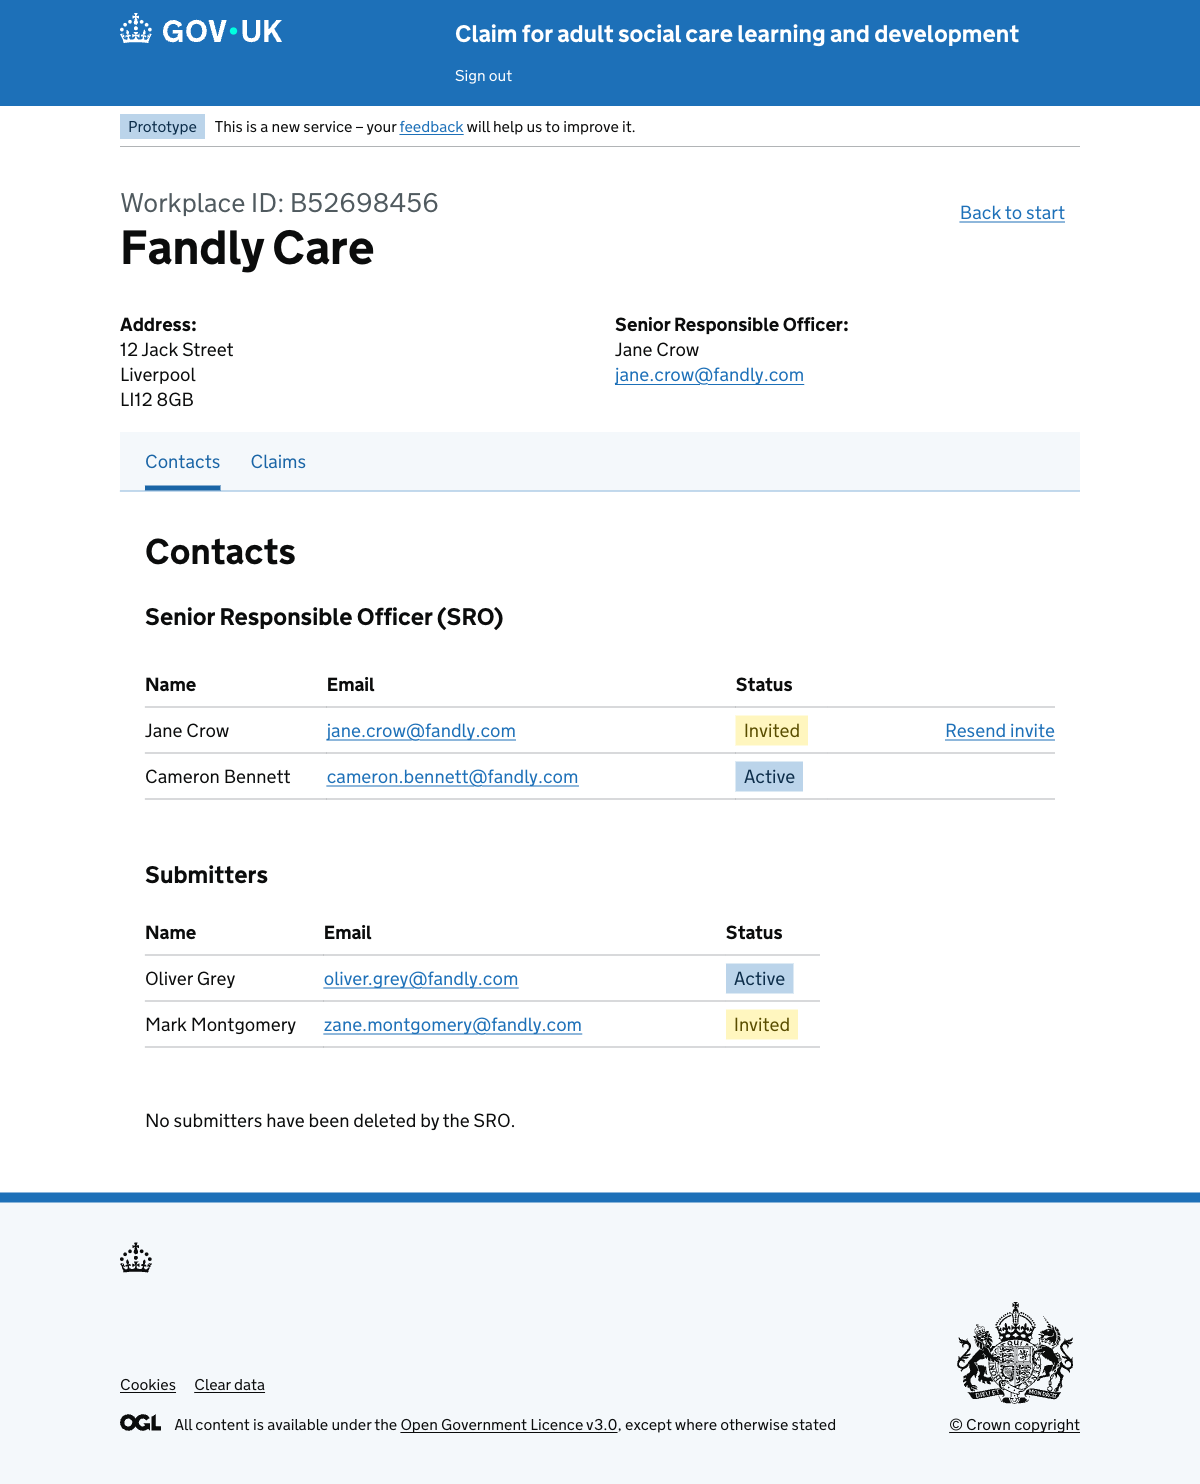 GOV·UK
Claim for adult social care learning and development
Sign out
Prototype This is a new service – your feedback will help us to improve it.
Workplace ID: B52698456
Back to start
Fandly Care
Address:
12 Jack Street
Liverpool
LI12 8GB
Senior Responsible Officer:
Jane Crow
jane.crow@fandly.com
Contacts Claims
Contacts
Senior Responsible Officer (SRO)
Name Email Status
Jane Crow jane.crow@fandly.com Invited Resend invite
Cameron Bennett cameron.bennett@fandly.com Active
Submitters
Name Email Status
Oliver Grey oliver.grey@fandly.com Active
Mark Montgomery zane.montgomery@fandly.com Invited
No submitters have been deleted by the SRO.
Cookies Clear data
OGL All content is available under the Open Government Licence v3.0, except where otherwise stated
© Crown copyright